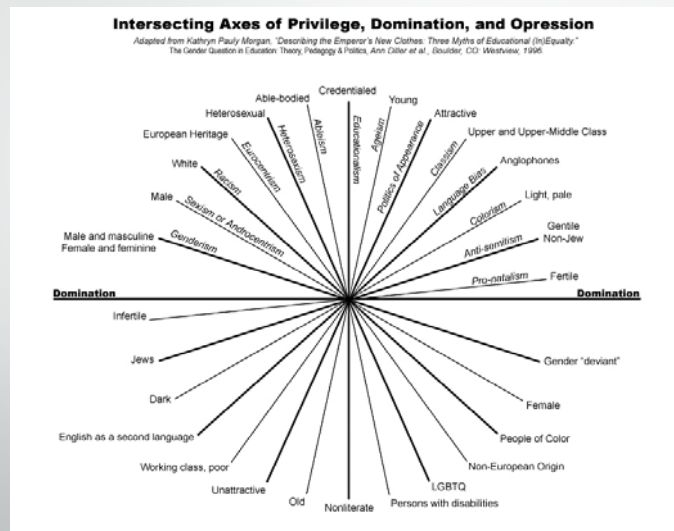 Intersecting Axes of Privilege, Domination, and Opression
Adapted from Kathryn Pauly Morgan, "Describing the Emperor's New Clothes: Three Myths of Educational (In)Equalty."
The Gender Question in Education: Theory, Pedagogy & Politics, Ann Diller et al., Boulder, CO: Westview, 1996.
Credentialed
Able-bodied
Young
Heterosexual
Attractive
European Heritage
Upper and Upper-Middle Class
White
Anglophones
Male
Light, pale
Male and masculine
Female and feminine
Gentile
Non-Jew
Fertile
Genderism
Sexism or Androcentrism
Racism
Eurocentrism
Heterosexism
Ableism
Educationalism
Ageism
Politics of Appearance
Classism
Language Bias
Colorism
Anti-semitism
Pro-natalism
Domination
Domination
Infertile
Jews
Dark
English as a second language
Working class, poor
Unattractive
Old
Nonliterate
Persons with disabilities
LGBTQ
Non-European Origin
People of Color
Female
Gender "deviant"